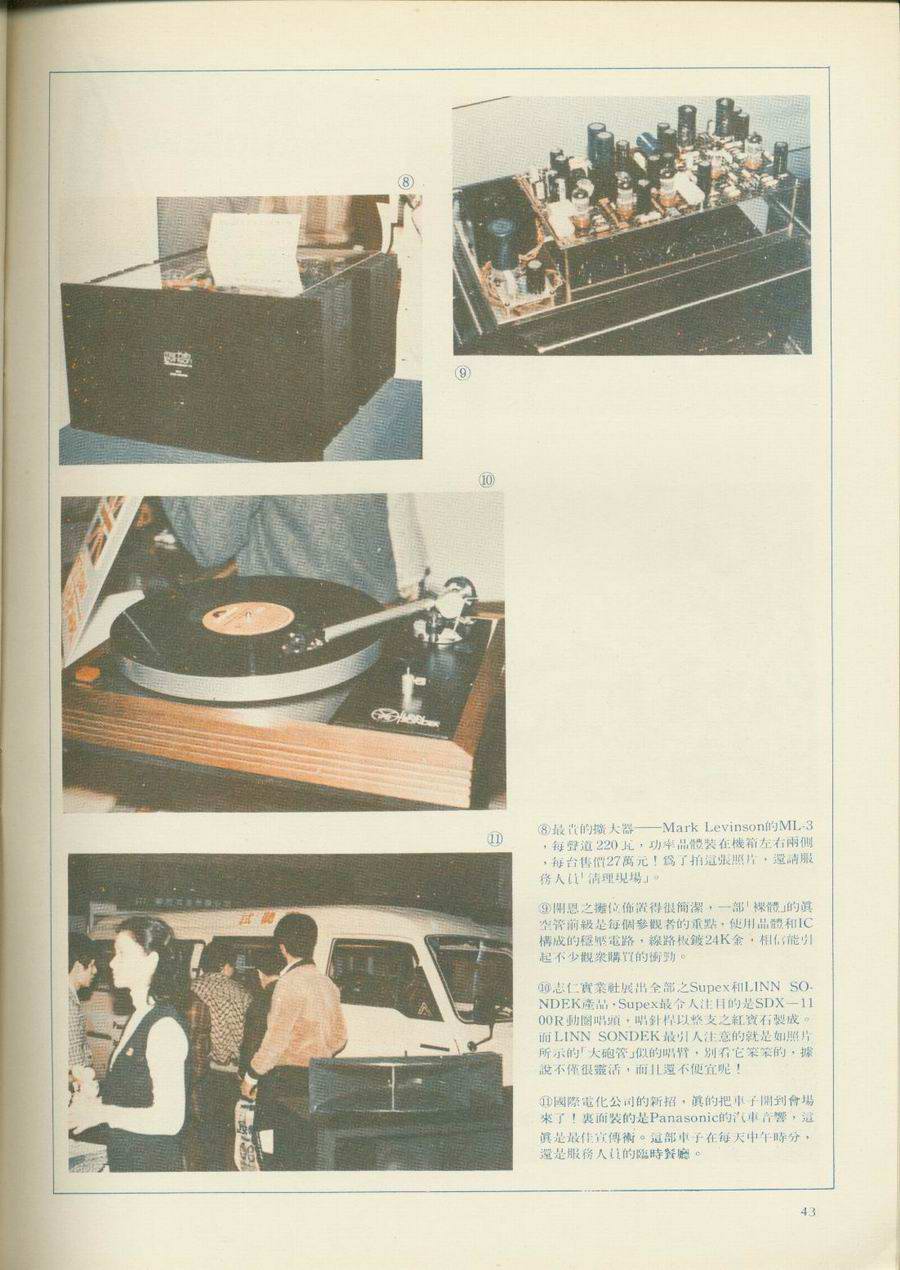 ⑧
⑨
⑩
⑪
試聽
⑧最貴的擴大器——Mark Levinson的ML-3
，每聲道220瓦，功率晶體裝在機箱左右兩側
，每台售價27萬元！爲了拍這張照片，還請服
務人員「清理現場」。
⑨開恩之攤位佈置得很簡潔，一部「裸體」的眞
空管前級是每個參觀者的重點，使用晶體和IC
構成的穩壓電路，線路板鍍24K金，相信能引
起不少觀衆購買的衝勁。
⑩志仁實業社展出全部之Supex和LINN SO-
NDEK產品，Supex最令人注目的是SDX—11
00R動圈唱頭，唱針桿以整支之紅寶石製成。
而LINN SONDEK最引人注意的就是如照片
所示的「大砲管」似的唱臂，別看它笨笨的，據
說不僅很靈活，而且還不便宜呢！
⑪國際電化公司的新招，眞的把車子開到會場
來了！裏面裝的是Panasonic的汽車音響，這
眞是最佳宣傳術。這部車子在每天中午時分，
還是服務人員的臨時餐廳。
43